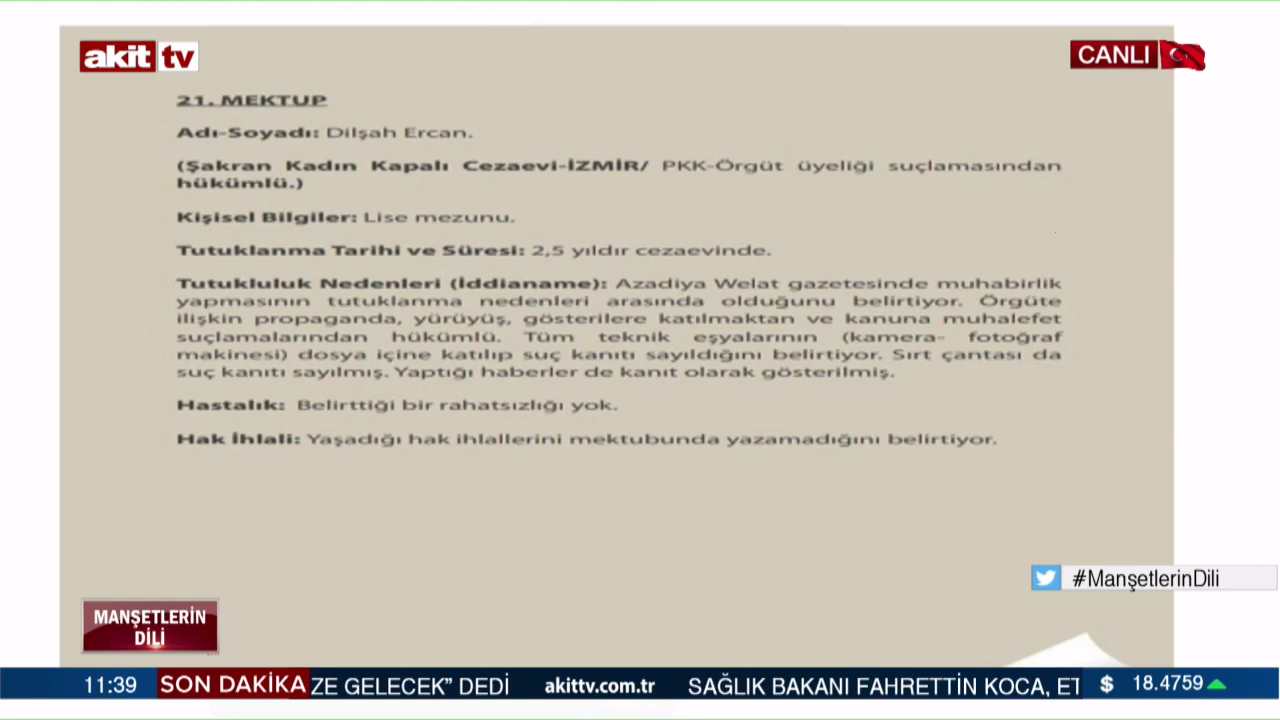 akit tv
CANLI
21. MEKTUP
Adı-Soyadı: Dilşah Ercan.
(Şakran Kadın Kapalı Cezaevi-İZMİR/ PKK-Örgüt üyeliği suçlamasından
hükümlü.)
Kişisel Bilgiler: Lise mezunu.
Tutuklanma Tarihi ve Süresi: 2,5 yıldır cezaevinde.
Tutukluluk Nedenleri (İddianame): Azadiya Welat gazetesinde muhabirlik
yapmasının tutuklanma nedenleri arasında olduğunu belirtiyor. Örgüte
ilişkin propaganda, yürüyüş, gösterilere katılmaktan ve kanuna muhalefet
suçlamalarından hükümlü. Tüm teknik eşyalarının (kamera- fotoğraf
makinesi) dosya içine katılıp suç kanıtı sayıldığını belirtiyor. Sırt çantası da
suç kanıtı sayılmış. Yaptığı haberler de kanıt olarak gösterilmiş.
Hastalık: Belirttiği bir rahatsızlığı yok.
Hak İhlali: Yaşadığı hak ihlallerini mektubunda yazamadığını belirtiyor.
#ManşetlerinDili
MANŞETLERİN
DİLİ
11:39 SON DAKİKA ZE GELECEK” DEDİ akittv.com.tr SAĞLIK BAKANI FAHRETTİN KOCA, ET $ 18.4759